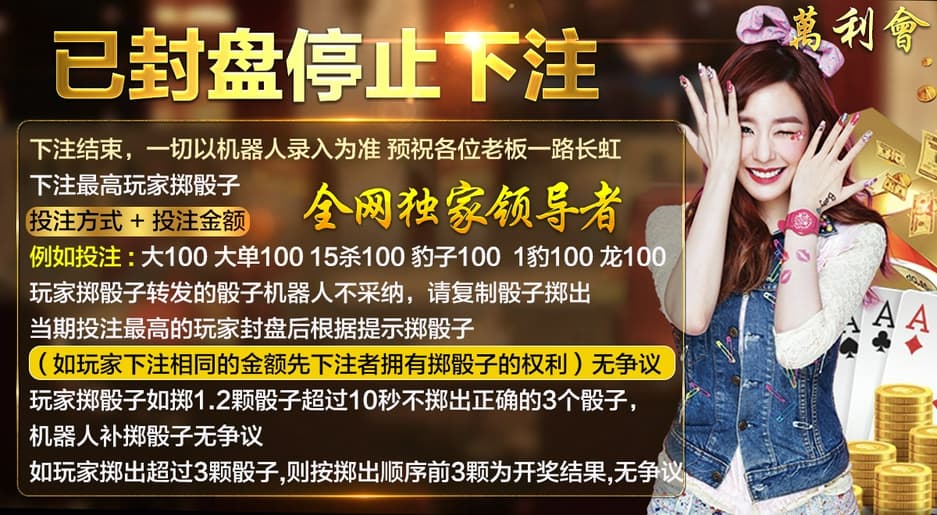 萬利會
已封盘停止下注
下注结束，一切以机器人录入为准 预祝各位老板一路长虹
下注最高玩家掷骰子
投注方式 + 投注金额
全网独家领导者
例如投注：大100 大单100 15杀100 豹子100 1豹100 龙100
玩家掷骰子转发的骰子机器人不采纳，请复制骰子掷出
当期投注最高的玩家封盘后根据提示掷骰子
（如玩家下注相同的金额先下注者拥有掷骰子的权利）无争议
玩家掷骰子如掷1.2颗骰子超过10秒不掷出正确的3个骰子，
机器人补掷骰子无争议
如玩家掷出超过3颗骰子,则按掷出顺序前3颗为开奖结果,无争议
A
A
A